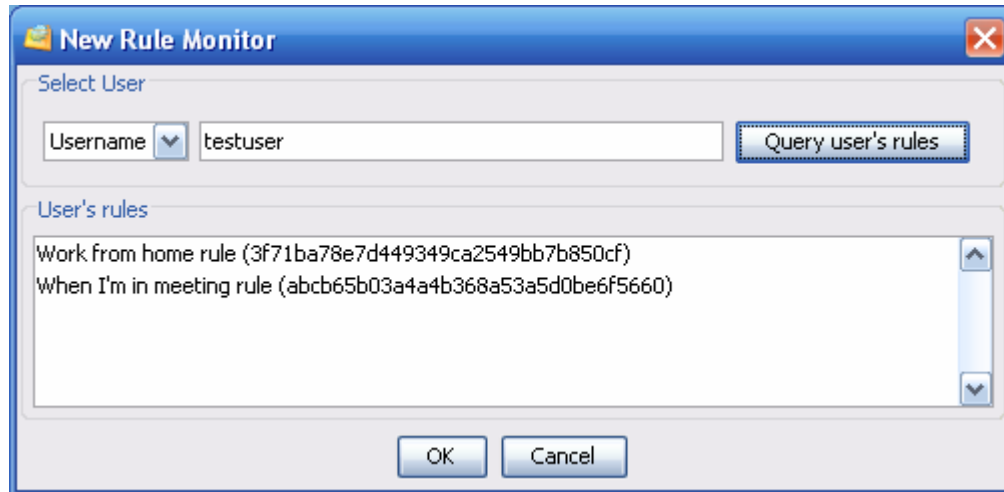 New Rule Monitor
Select User
Username testuser Query user's rules
User's rules
Work from home rule (3f71ba78e7d449349ca2549bb7b850cf)
When I'm in meeting rule (abcb65b03a4a4b368a53a5d0be6f5660)
OK Cancel